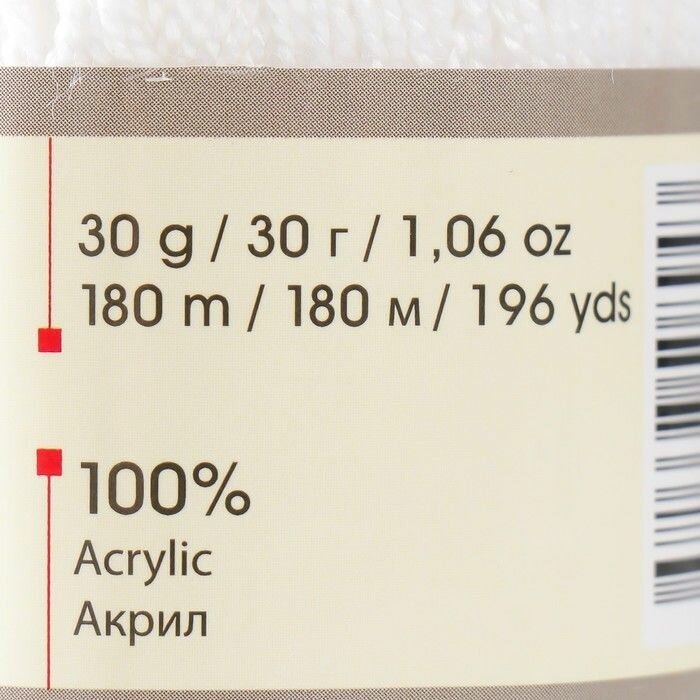 30 g / 30 г / 1,06 oz
180 m / 180 м / 196 yds
100%
Acrylic
Акрил